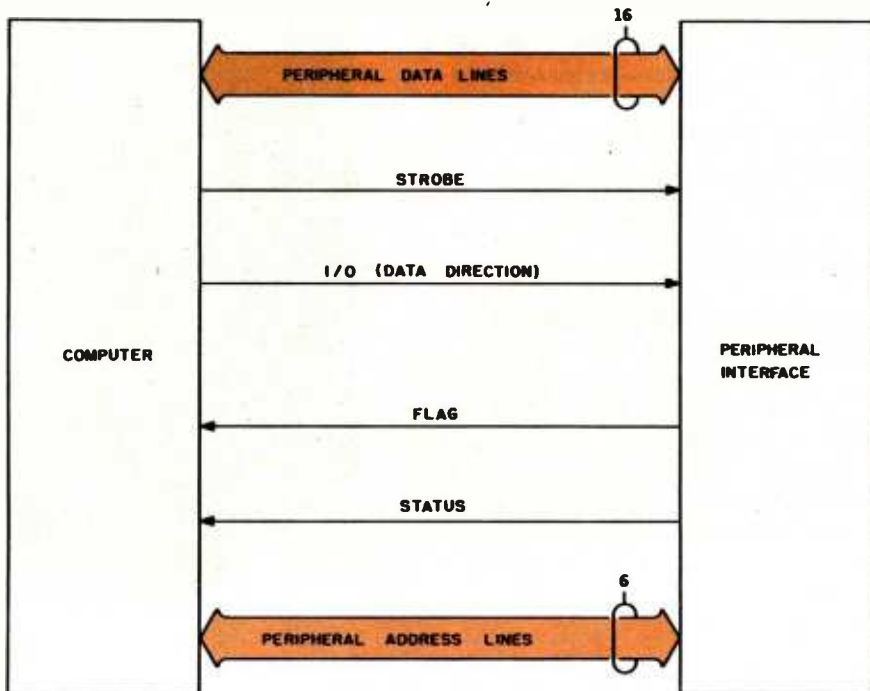 16
PERIPHERAL DATA LINES
STROBE
I/O (DATA DIRECTION)
COMPUTER
PERIPHERAL
INTERFACE
FLAG
STATUS
6
PERIPHERAL ADDRESS LINES